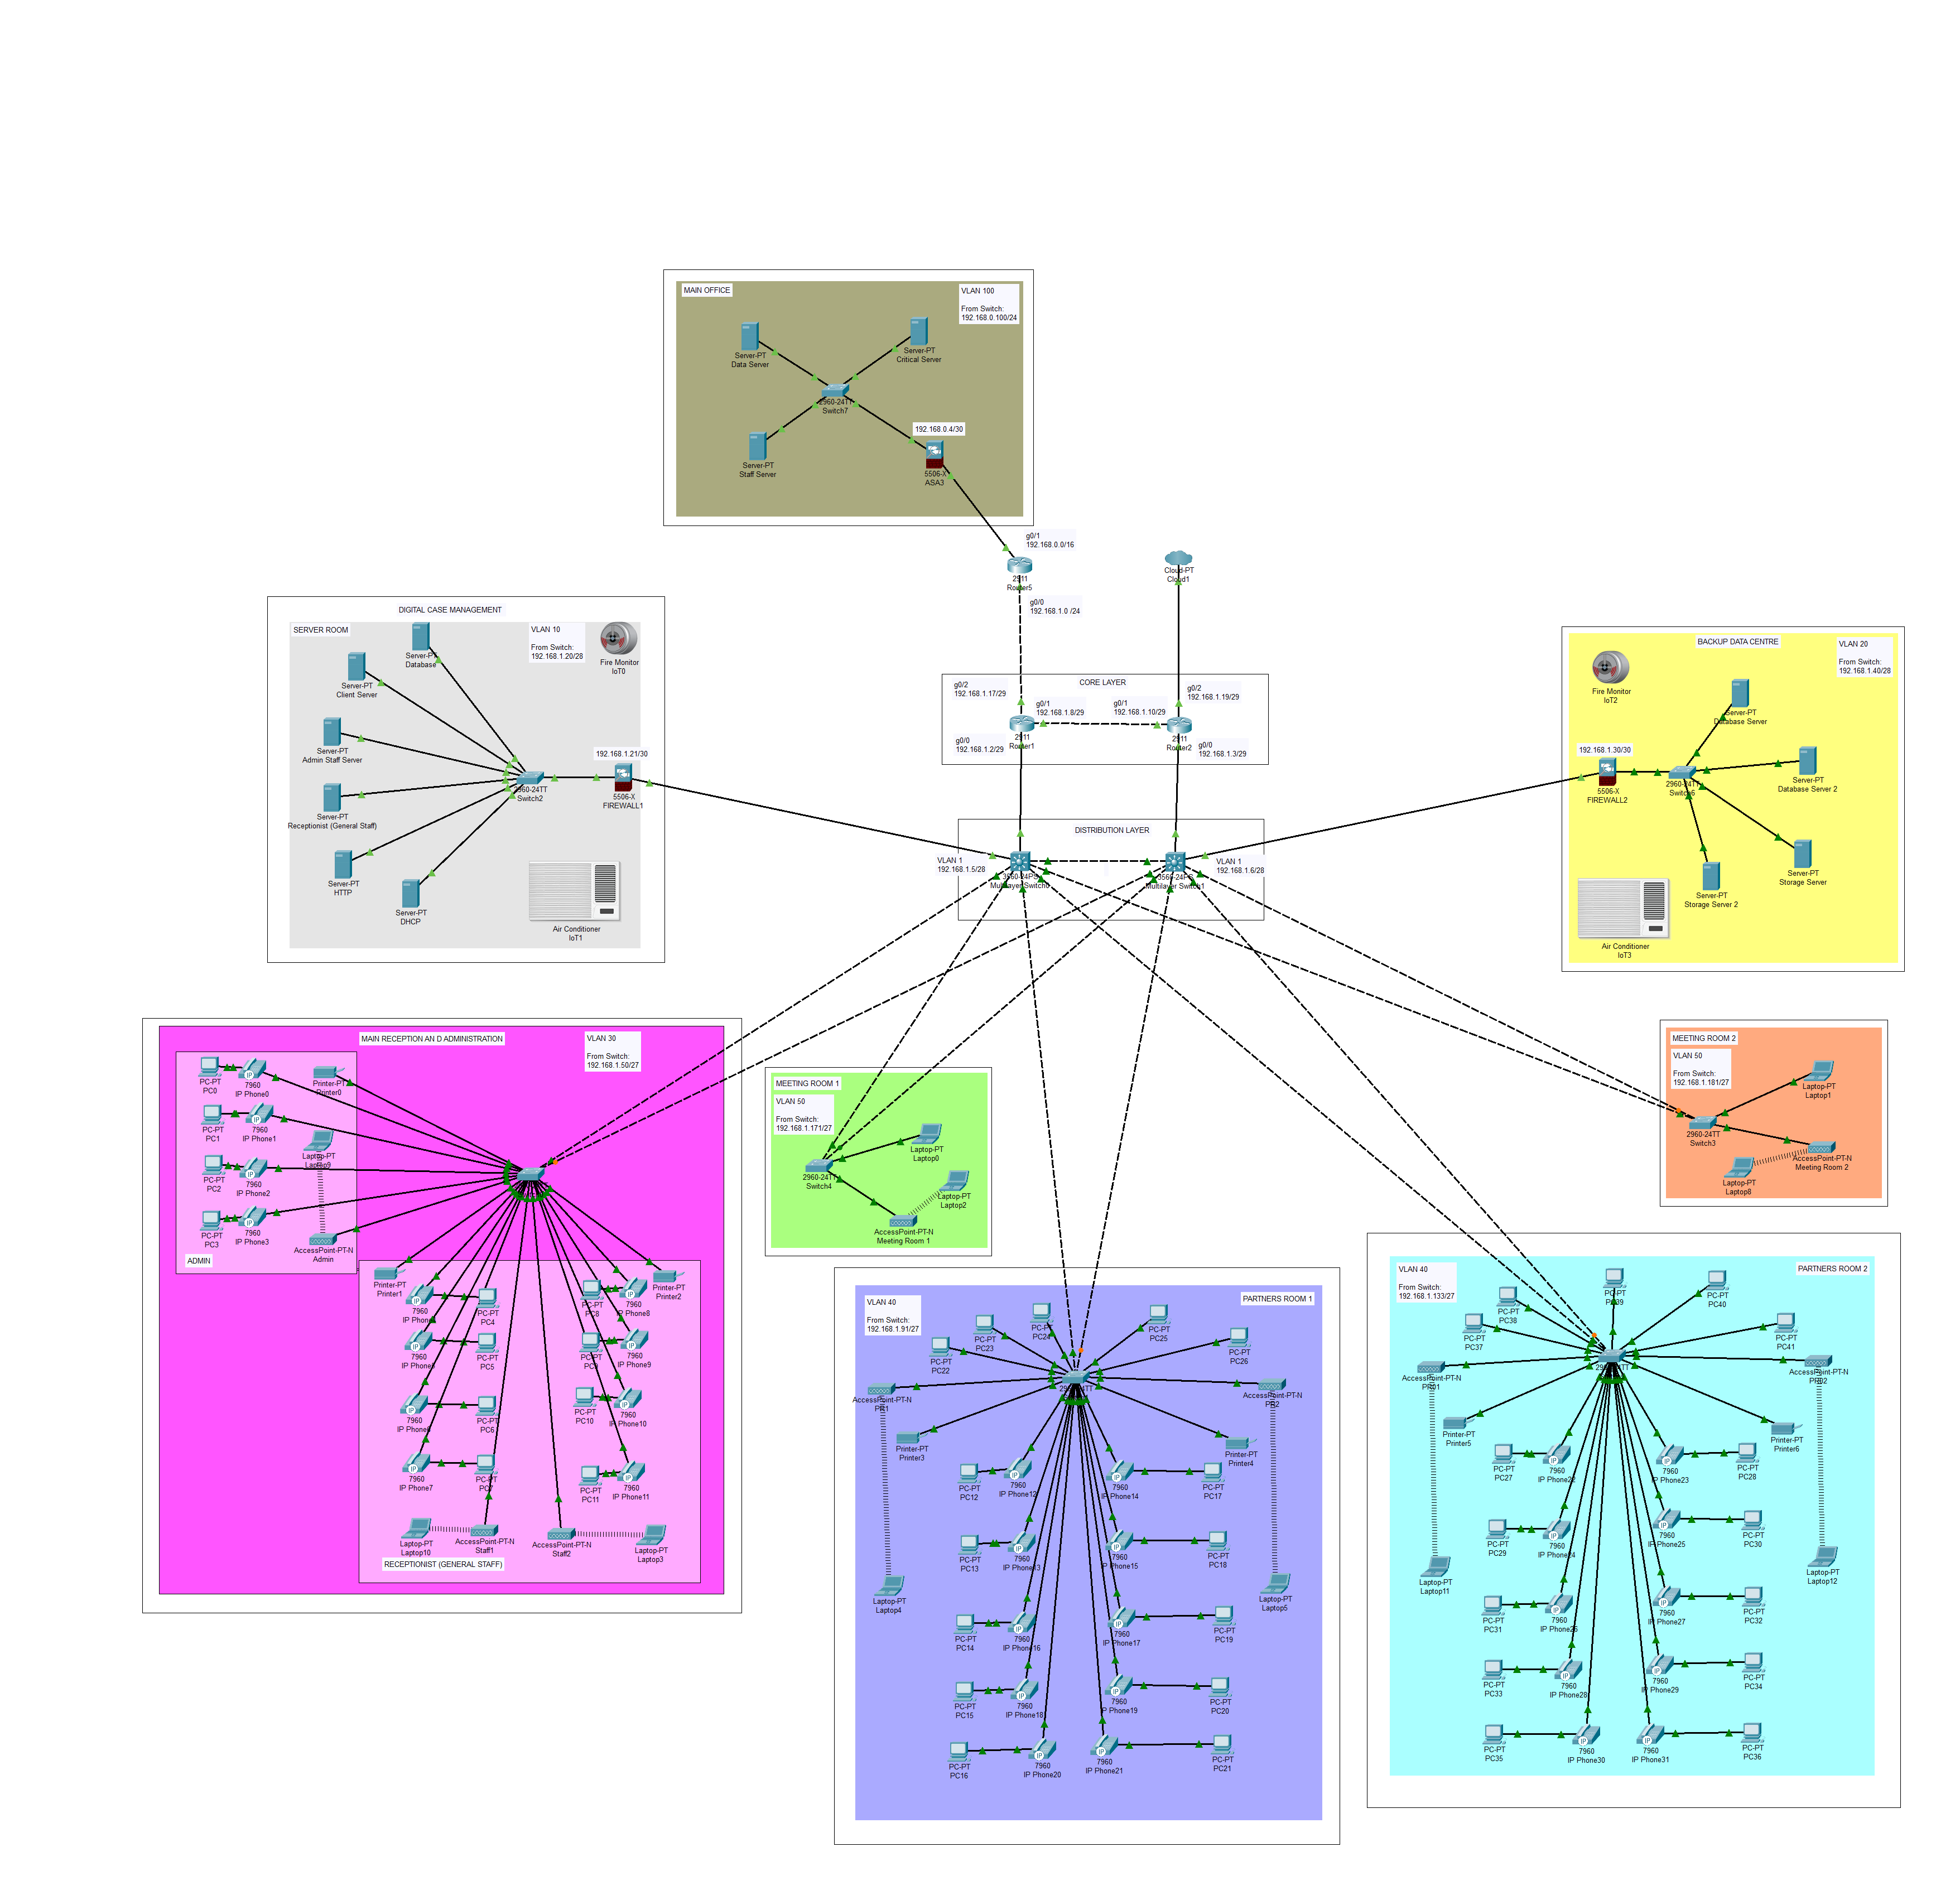 MAIN OFFICE
VLAN 100
From Switch:
192.168.0.100/24
Server-PT
Data Server
Server-PT
Critical Server
2960-24TT
Switch7
Server-PT
Staff Server
192.168.0.4/30
5506-X
ASA3
g0/1
192.168.0.0/16
2911
Router5
Cloud-PT
Cloud1
g0/0
192.168.1.0 /24
DIGITAL CASE MANAGEMENT
SERVER ROOM
VLAN 10
From Switch:
192.168.1.20/28
Fire Monitor
IoT0
Server-PT
Database
Server-PT
Client Server
Server-PT
Admin Staff Server
Server-PT
Receptionist (General Staff)
Server-PT
HTTP
Server-PT
DHCP
2960-24TT
Switch2
192.168.1.21/30
5506-X
FIREWALL1
Air Conditioner
IoT1
CORE LAYER
g0/2
192.168.1.17/29
g0/1
192.168.1.8/29
g0/1
192.168.1.10/29
g0/2
192.168.1.19/29
2911
Router1
2911
Router2
g0/0
192.168.1.2/29
g0/0
192.168.1.3/29
DISTRIBUTION LAYER
VLAN 1
192.168.1.5/28
3560-24PS
Multilayer Switch0
3560-24PS
Multilayer Switch1
VLAN 1
192.168.1.6/28
BACKUP DATA CENTRE
VLAN 20
From Switch:
192.168.1.40/28
Fire Monitor
IoT2
Server-PT
Database Server
192.168.1.30/30
5506-X
FIREWALL2
2960-24TT
Switch6
Server-PT
Database Server 2
Server-PT
Storage Server
Server-PT
Storage Server 2
Air Conditioner
IoT3
MAIN RECEPTION AN D ADMINISTRATION
VLAN 30
From Switch:
192.168.1.50/27
PC-PT
PC0
7960
IP Phone0
Printer-PT
Printer0
PC-PT
PC1
7960
IP Phone1
Laptop-PT
Laptop9
PC-PT
PC2
7960
IP Phone2
PC-PT
PC3
7960
IP Phone3
AccessPoint-PT-N
Admin
ADMIN
Printer-PT
Printer1
Printer-PT
Printer2
7960
PC-PT
PC4
PC-PT
PC8
7960
IP Phone8
7960
PC-PT
PC5
PC-PT
7960
IP Phone9
7960
PC-PT
PC6
PC-PT
PC10
7960
IP Phone10
7960
IP Phone7
PC-PT
PC7
PC-PT
PC11
7960
IP Phone11
Laptop-PT
Laptop10
AccessPoint-PT-N
Staff1
AccessPoint-PT-N
Staff2
Laptop-PT
Laptop3
RECEPTIONIST (GENERAL STAFF)
MEETING ROOM 1
VLAN 50
From Switch:
192.168.1.171/27
Laptop-PT
Laptop0
2960-24TT
Switch4
Laptop-PT
Laptop2
AccessPoint-PT-N
Meeting Room 1
MEETING ROOM 2
VLAN 50
From Switch:
192.168.1.181/27
Laptop-PT
Laptop1
2960-24TT
Switch3
AccessPoint-PT-N
Meeting Room 2
Laptop-PT
Laptop8
VLAN 40
From Switch:
192.168.1.91/27
PARTNERS ROOM 1
PC-PT
PC22
PC-PT
PC23
PC-PT
PC24
PC-PT
PC25
PC-PT
PC26
AccessPoint-PT-N
PR1
AccessPoint-PT-N
PR2
Printer-PT
Printer3
Printer-PT
Printer4
PC-PT
PC12
7960
IP Phone12
7960
IP Phone14
PC-PT
PC17
PC-PT
PC13
7960
IP Phone13
7960
IP Phone15
PC-PT
PC18
Laptop-PT
Laptop4
Laptop-PT
Laptop5
PC-PT
PC14
7960
IP Phone16
7960
IP Phone17
PC-PT
PC19
PC-PT
PC15
7960
IP Phone18
7960
IP Phone19
PC-PT
PC20
PC-PT
PC16
7960
IP Phone20
7960
IP Phone21
PC-PT
PC21
VLAN 40
From Switch:
192.168.1.133/27
PARTNERS ROOM 2
PC-PT
PC37
PC-PT
PC38
PC-PT
PC39
PC-PT
PC40
PC-PT
PC41
AccessPoint-PT-N
PR01
AccessPoint-PT-N
PR02
Printer-PT
Printer5
Printer-PT
Printer6
PC-PT
PC27
7960
IP Phone22
7960
IP Phone23
PC-PT
PC28
PC-PT
PC29
7960
IP Phone24
7960
IP Phone25
PC-PT
PC30
Laptop-PT
Laptop11
Laptop-PT
Laptop12
PC-PT
PC31
7960
IP Phone26
7960
IP Phone27
PC-PT
PC32
PC-PT
PC33
7960
IP Phone28
7960
IP Phone29
PC-PT
PC34
PC-PT
PC35
7960
IP Phone30
7960
IP Phone31
PC-PT
PC36